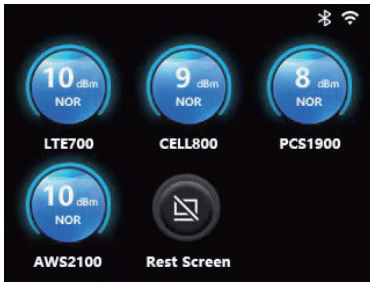 10 dBm
NOR
LTE700
9 dBm
NOR
CELL800
8 dBm
NOR
PCS1900
10 dBm
NOR
AWS2100
Rest Screen